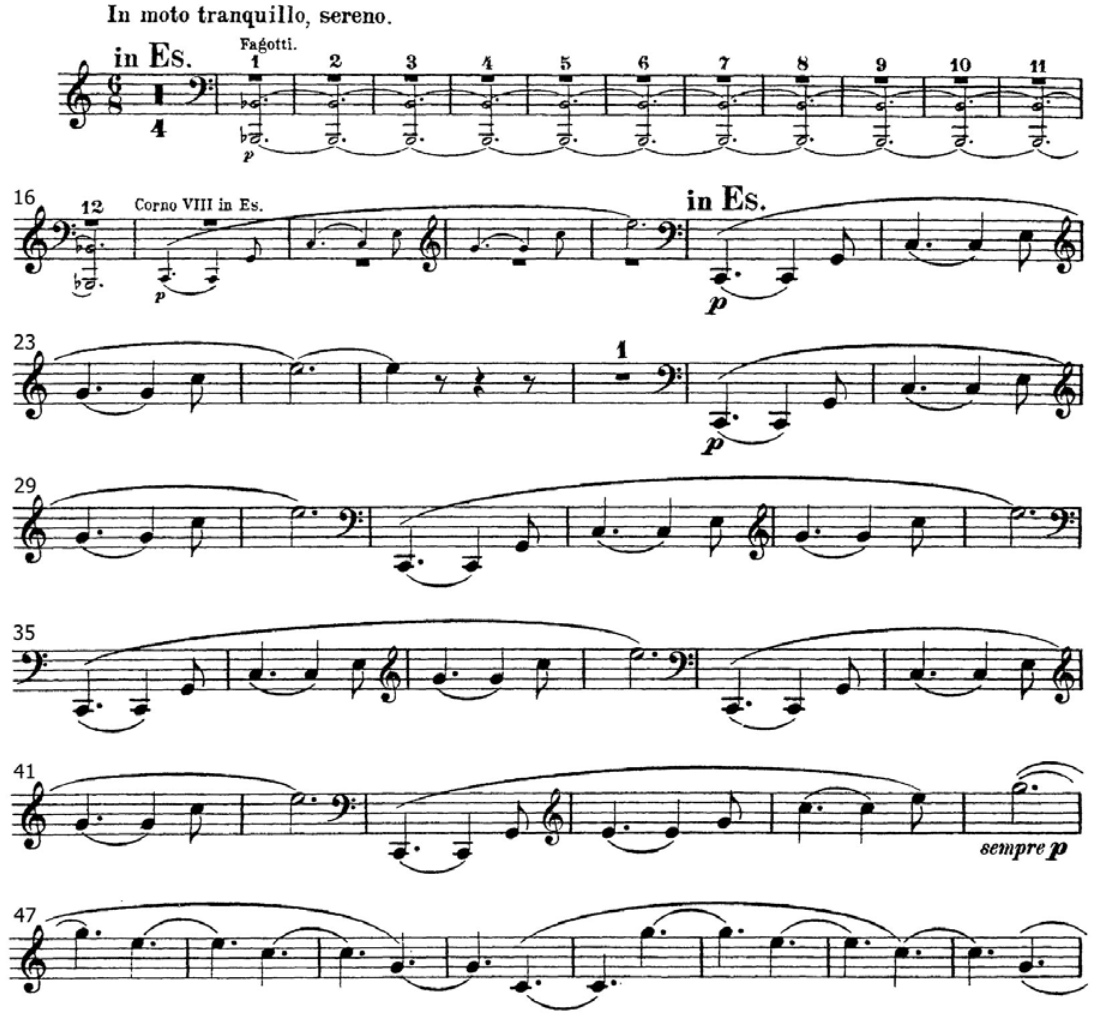 In moto tranquillo, sereno.
in Es.
Fagotti.
6
8
4
1 2 3 4 5 6 7 8 9 10 11
p
16
12
Corno VIII in Es.
in Es.
p
p
23
1
p
29
35
41
sempre p
47